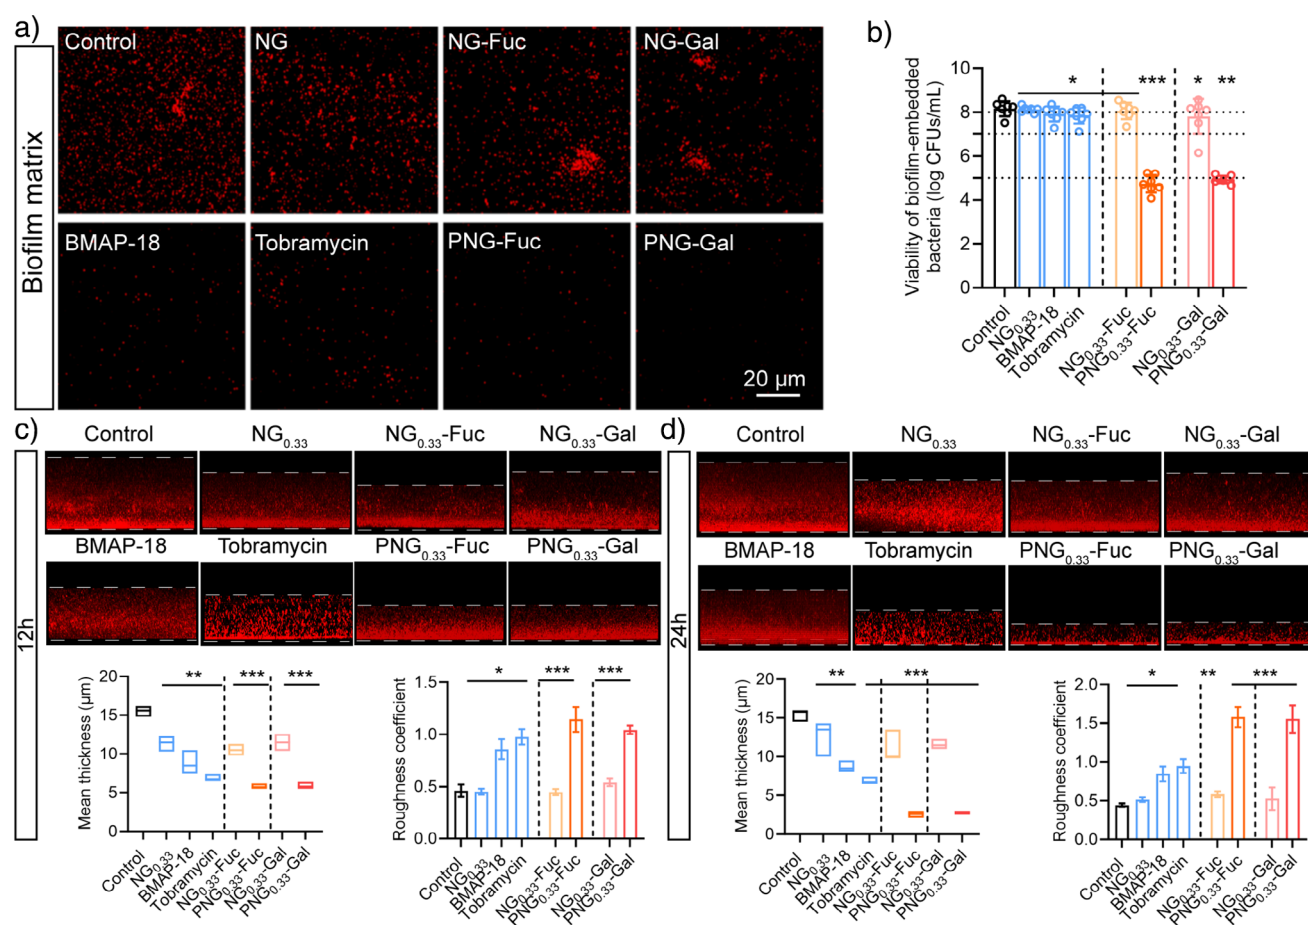 a)
Biofilm matrix
Control
NG
NG-Fuc
NG-Gal
BMAP-18
Tobramycin
PNG-Fuc
PNG-Gal
20 µm
b)
Viability of biofilm-embedded
bacteria (log CFUs/mL)
10
8
6
4
2
0
*
***
*
**
Control
NG0.33
BMAP-18
Tobramycin
NG0.33-Fuc
PNG0.33-Fuc
NG0.33-Gal
PNG0.33-Gal
c)
12h
Control
NG0.33
NG0.33-Fuc
NG0.33-Gal
BMAP-18
Tobramycin
PNG0.33-Fuc
PNG0.33-Gal
Mean thickness (µm)
20
15
10
5
0
**
***
***
Control
NG0.33
BMAP-18
Tobramycin
NG0.33-Fuc
PNG0.33-Fuc
NG0.33-Gal
PNG0.33-Gal
Roughness coefficient
1.5
1.0
0.5
0.0
*
***
***
Control
NG0.33
BMAP-18
Tobramycin
NG0.33-Fuc
PNG0.33-Fuc
NG0.33-Gal
PNG0.33-Gal
d)
24h
Control
NG0.33
NG0.33-Fuc
NG0.33-Gal
BMAP-18
Tobramycin
PNG0.33-Fuc
PNG0.33-Gal
Mean thickness (µm)
20
15
10
5
0
**
***
Control
NG0.33
BMAP-18
Tobramycin
NG0.33-Fuc
PNG0.33-Fuc
NG0.33-Gal
PNG0.33-Gal
Roughness coefficient
2.0
1.5
1.0
0.5
0.0
*
**
***
Control
NG0.33
BMAP-18
Tobramycin
NG0.33-Fuc
PNG0.33-Fuc
NG0.33-Gal
PNG0.33-Gal